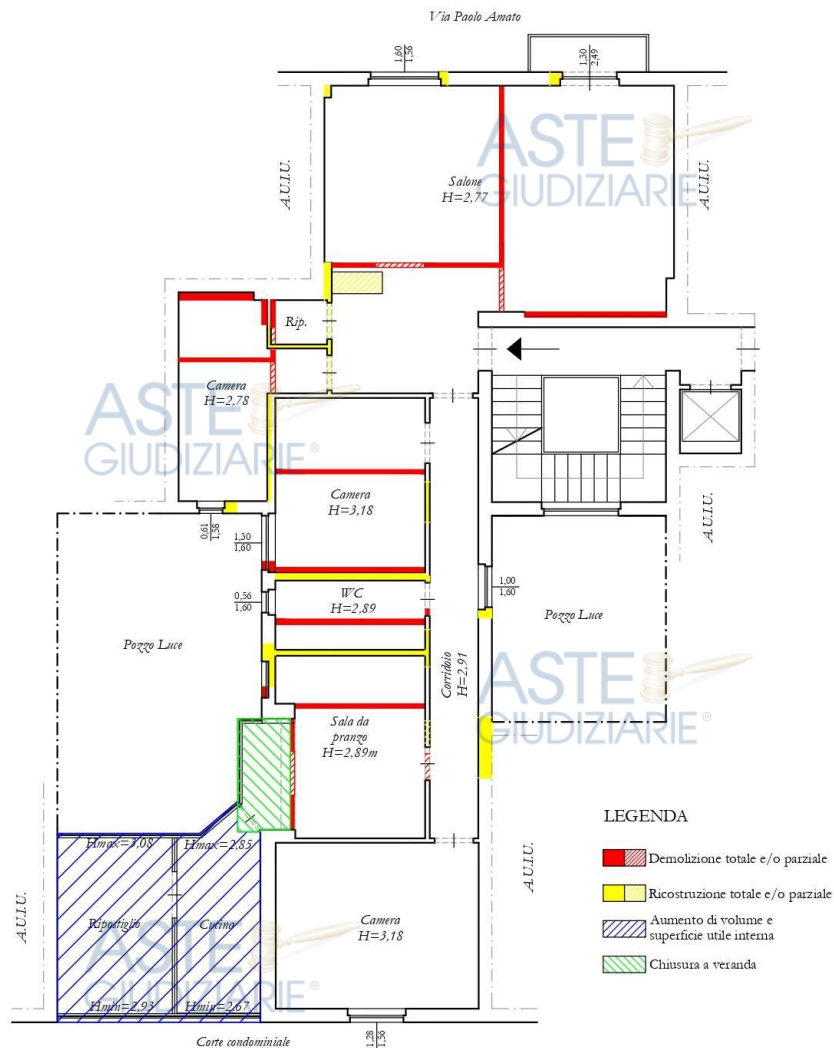 Via Paolo Amato
1,60
1,56
1,30
2,49
A.U.I.U.
ASTE
GIUDIZIARIE
A.U.I.U.
Salone
H=2,77
Rip.
Camera
H=2,78
ASTE
GIUDIZIARIE®
Camera
H=3,18
A.U.I.U.
0,61
1,58
1,30
1,60
0,56
1,60
WC
H=2,89
1,00
1,60
Pozzo Luce
Pozzo Luce
Corridoio
H=2,91
ASTE
GIUDIZIARIE®
Sala da
pranzo
H=2,89m
LEGENDA
Demolizione totale e/o parziale
Ricostruzione totale e/o parziale
Aumento di volume e
superficie utile interna
Chiusura a veranda
Hmax=3,08
Hmax=2,85
A.U.I.U.
A.U.I.U.
Ripostiglio
Cucina
Camera
H=3,18
ASTE
GIUDIZIARIE®
Hmin=2,93
Hmin=2,67
Corte condominiale
1,28
1,56